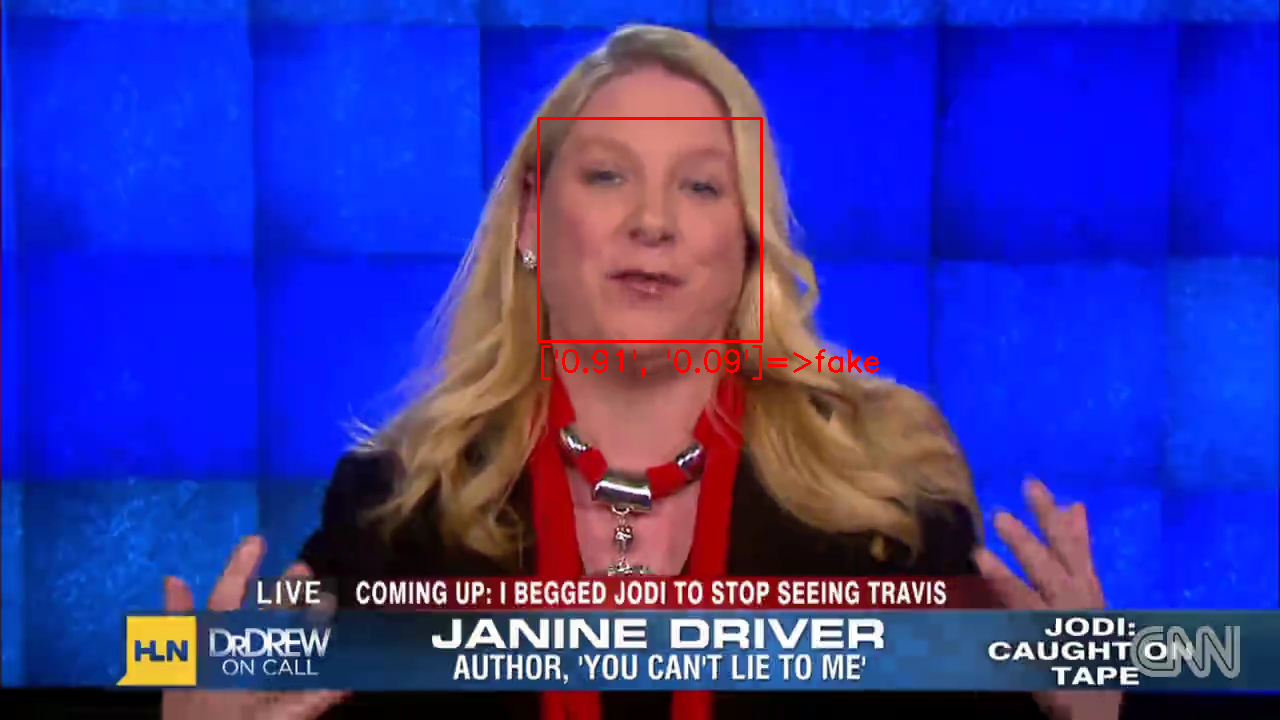 ['0.91', '0.09']=>fake
LIVE COMING UP: I BEGGED JODI TO STOP SEEING TRAVIS
HLN
DR DREW
ON CALL
JANINE DRIVER
AUTHOR, 'YOU CAN'T LIE TO ME'
JODI:
CAUGHT ON
TAPE
CNN